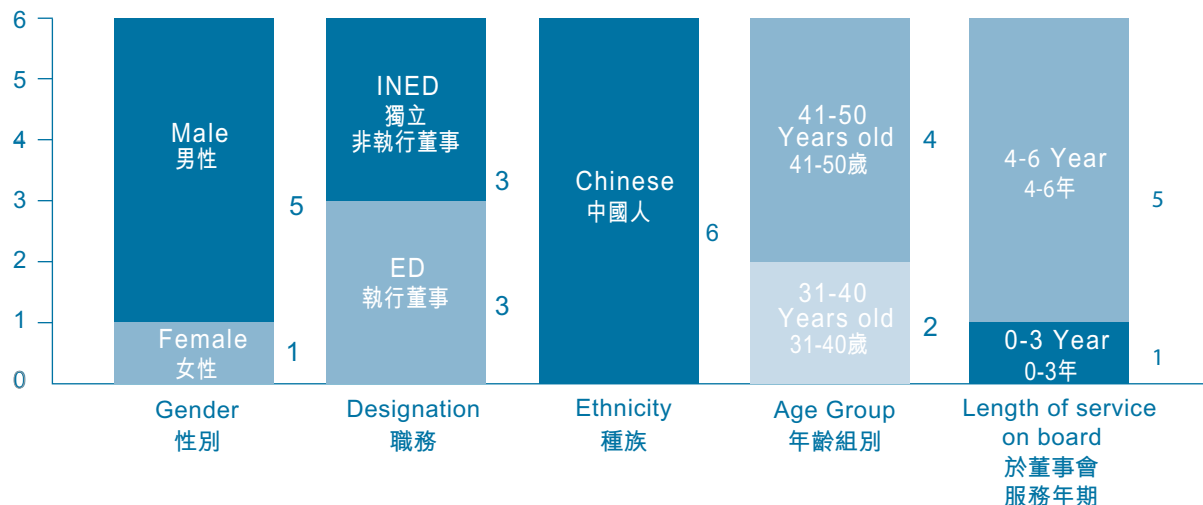 6
5
4
3
2
1
0
Male
男性
5
Female
女性
1
INED
獨立
非執行董事
3
ED
執行董事
3
Chinese
中國人
6
41-50
Years old
41-50歲
4
31-40
Years old
31-40歲
2
4-6 Year
4-6年
5
0-3 Year
0-3年
1
Gender
性別
Designation
職務
Ethnicity
種族
Age Group
年齡組別
Length of service
on board
於董事會
服務年期